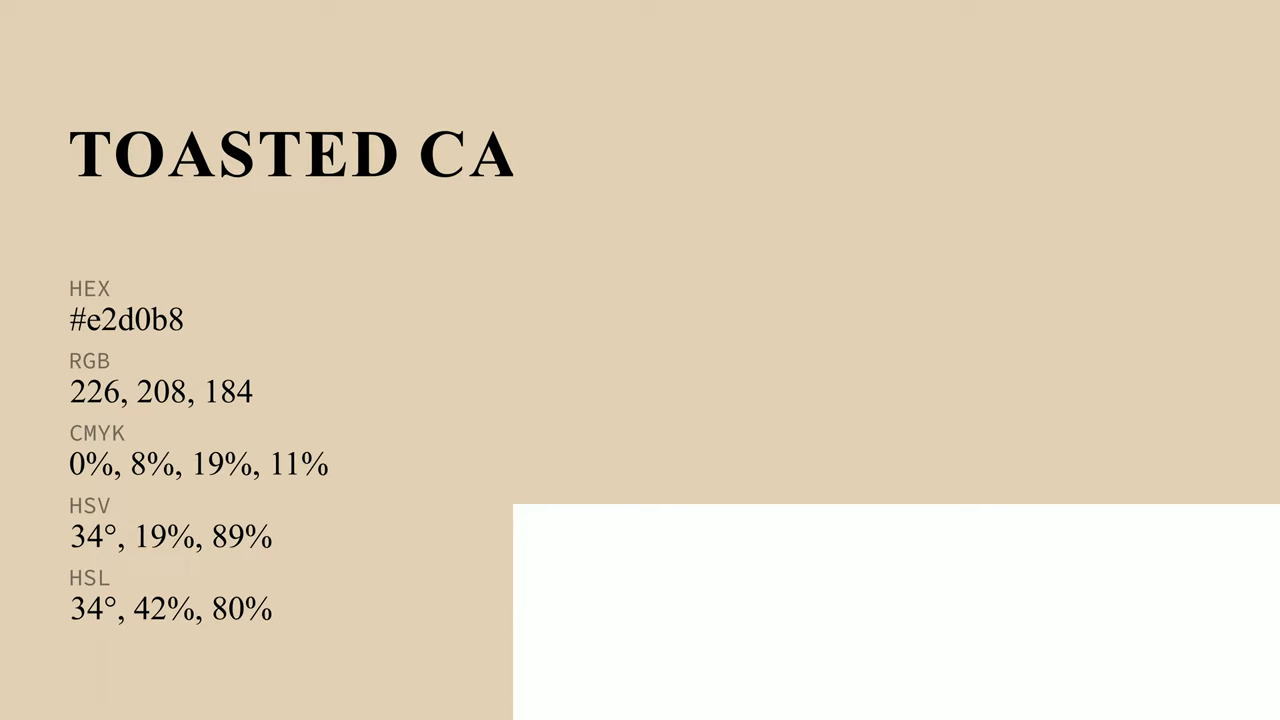 TOASTED CA
HEX
#e2d0b8
RGB
226, 208, 184
CMYK
0%, 8%, 19%, 11%
HSV
34°, 19%, 89%
HSL
34°, 42%, 80%